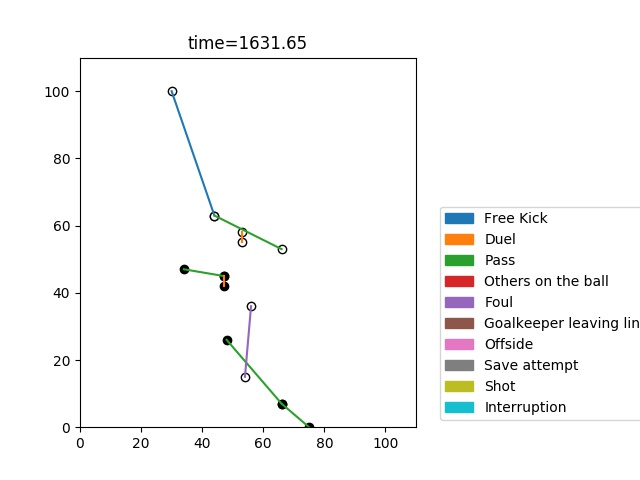 time=1631.65
100
80
60
40
20
0
0 20 40 60 80 100
Free Kick
Duel
Pass
Others on the ball
Foul
Goalkeeper leaving lin
Offside
Save attempt
Shot
Interruption